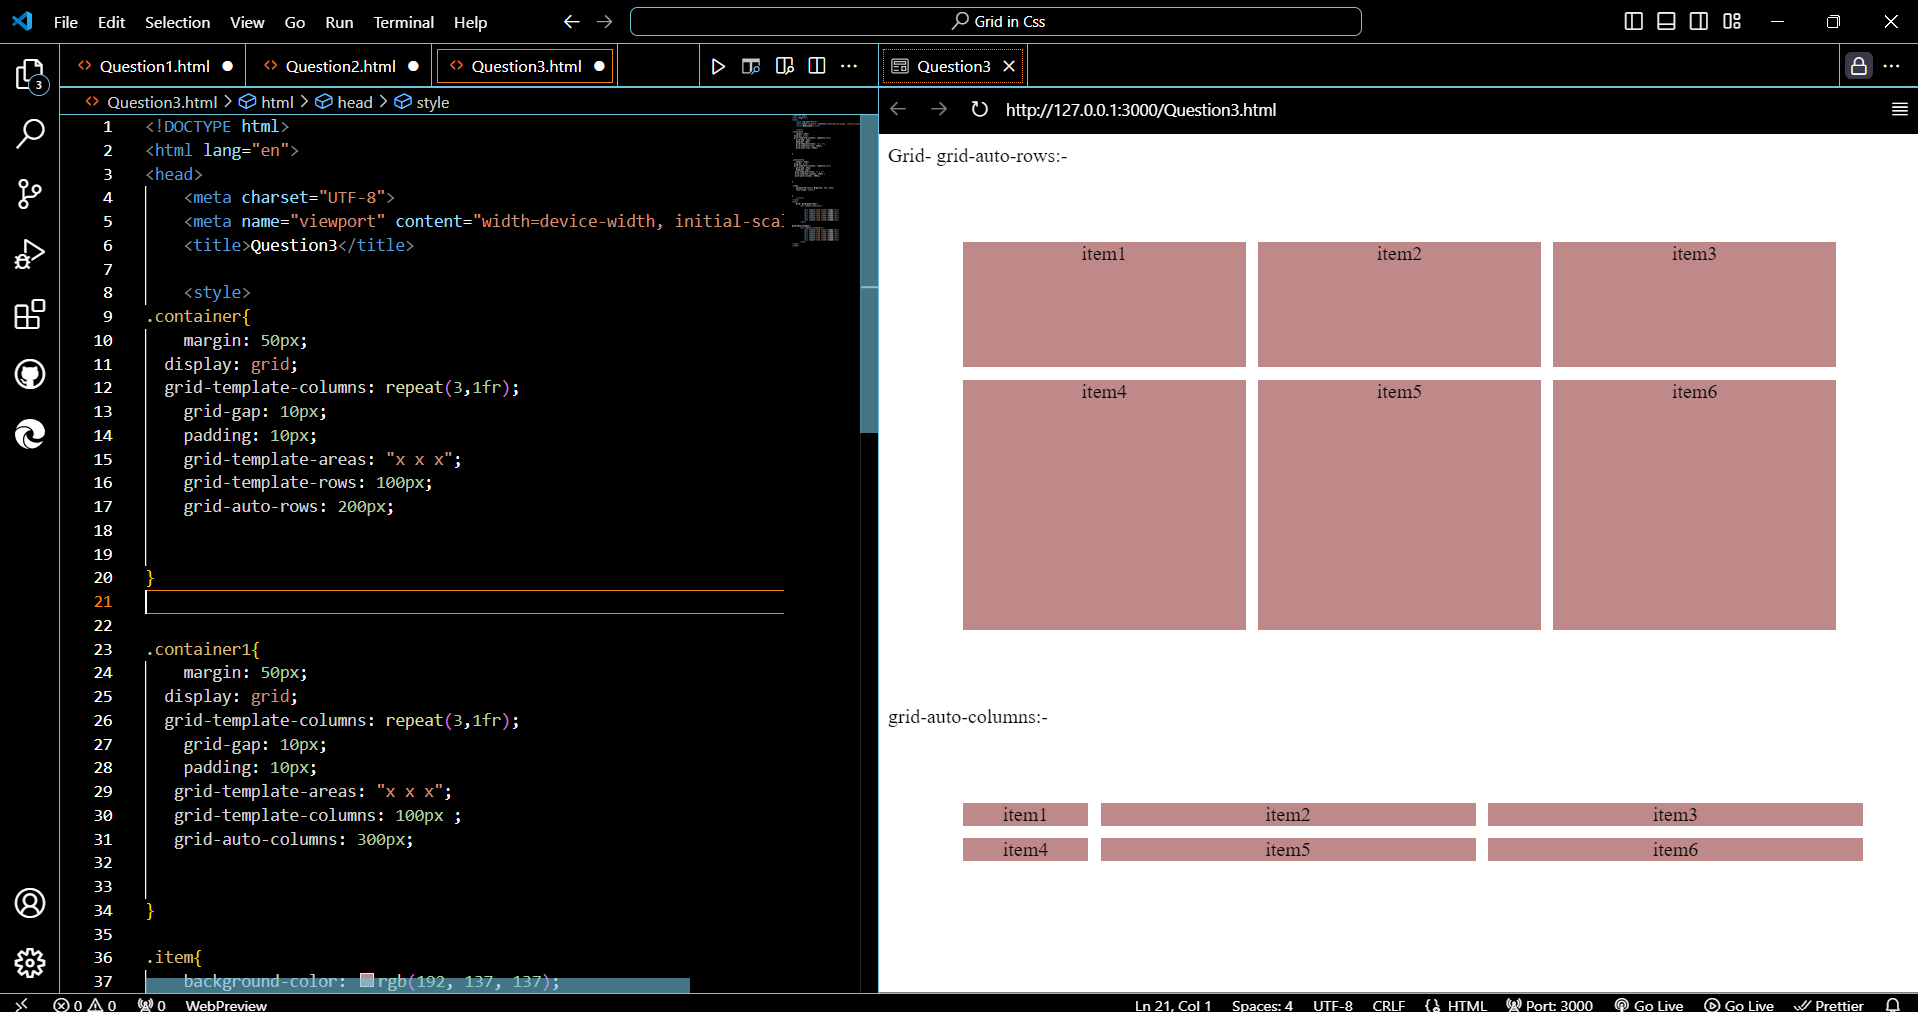 File Edit Selection View Go Run Terminal Help Grid in Css
Question1.html Question2.html Question3.html Question3
3
Question3.html > html > head > style
http://127.0.0.1:3000/Question3.html
1 <!DOCTYPE html>
2 <html lang="en">
3 <head>
4 <meta charset="UTF-8">
5 <meta name="viewport" content="width=device-width, initial-scal
6 <title>Question3</title>
7
8 <style>
9 .container{
10 margin: 50px;
11 display: grid;
12 grid-template-columns: repeat(3,1fr);
13 grid-gap: 10px;
14 padding: 10px;
15 grid-template-areas: "x x x";
16 grid-template-rows: 100px;
17 grid-auto-rows: 200px;
18
19
20 }
21
22
23 .container1{
24 margin: 50px;
25 display: grid;
26 grid-template-columns: repeat(3,1fr);
27 grid-gap: 10px;
28 padding: 10px;
29 grid-template-areas: "x x x";
30 grid-template-columns: 100px ;
31 grid-auto-columns: 300px;
32
33
34 }
35
36 .item{
37 background-color: rgb(192, 137, 137);
Grid- grid-auto-rows:-
item1 item2 item3
item4 item5 item6
grid-auto-columns:-
item1 item2 item3
item4 item5 item6
0 0 0 WebPreview Ln 21, Col 1 Spaces: 4 UTF-8 CRLF HTML Port: 3000 Go Live Go Live Prettier